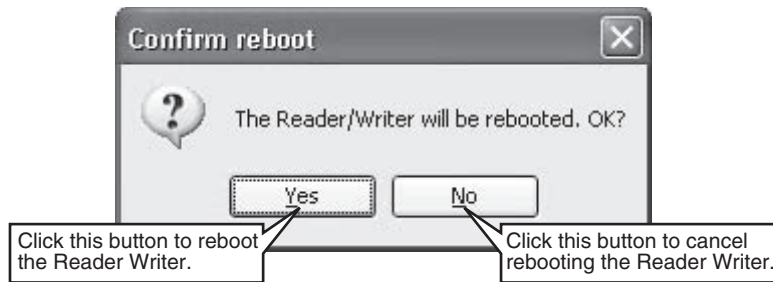 Confirm reboot
The Reader/Writer will be rebooted. OK?
Yes
No
Click this button to reboot
the Reader Writer.
Click this button to cancel
rebooting the Reader Writer.